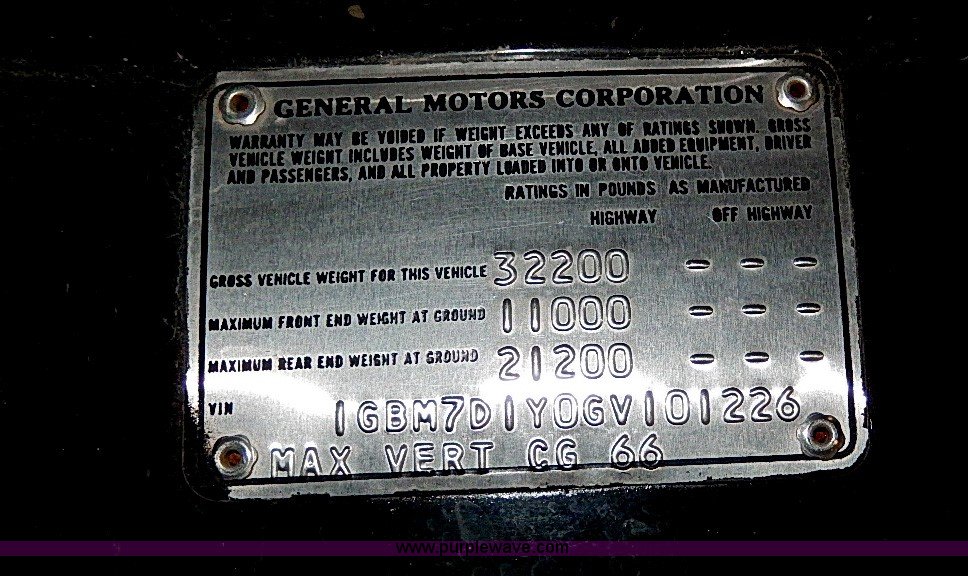 GENERAL MOTORS CORPORATION
WARRANTY MAY BE VOIDED IF WEIGHT EXCEEDS ANY OF RATINGS SHOWN. GROSS
VEHICLE WEIGHT INCLUDES WEIGHT OF BASE VEHICLE, ALL ADDED EQUIPMENT, DRIVER
AND PASSENGERS, AND ALL PROPERTY LOADED INTO OR ONTO VEHICLE.
RATINGS IN POUNDS AS MANUFACTURED
HIGHWAY OFF HIGHWAY
GROSS VEHICLE WEIGHT FOR THIS VEHICLE 32200 - - -
MAXIMUM FRONT END WEIGHT AT GROUND 11000 - - -
MAXIMUM REAR END WEIGHT AT GROUND 21200 - - -
VIN 1GBM7D1Y0GV101226
MAX VERT CG 66
www.purplewave.com